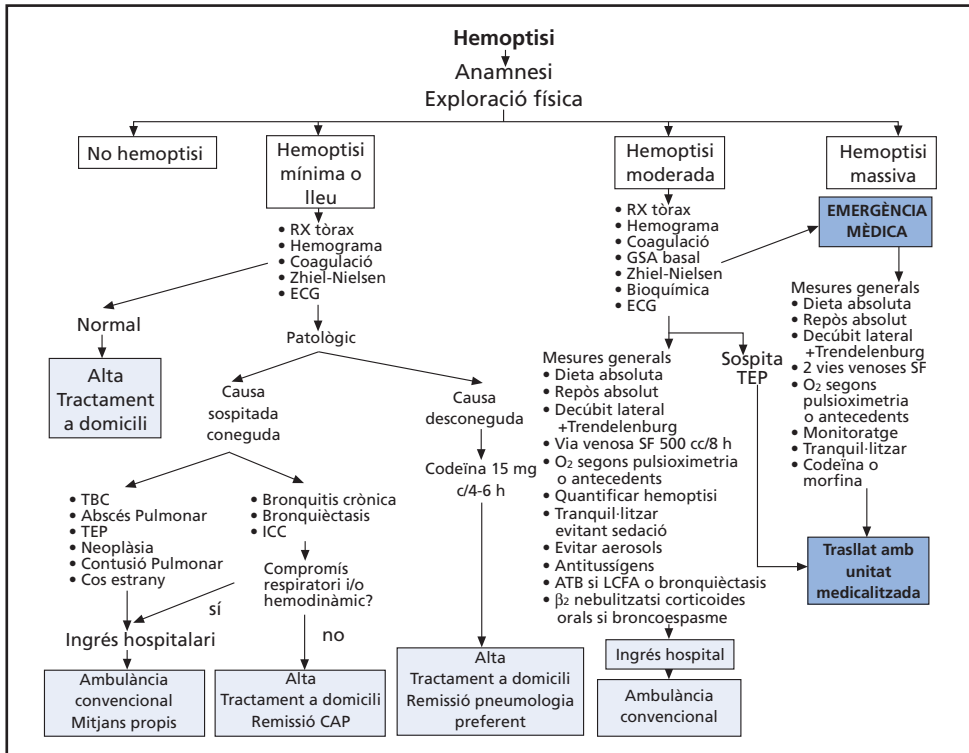 Hemoptisi
Anamnesi
Exploració física
No hemoptisi
Hemoptisi
mínima o
lleu
Hemoptisi
moderada
Hemoptisi
massiva
• RX tòrax
• Hemograma
• Coagulació
• Zhiel-Nielsen
• ECG
• RX tòrax
• Hemograma
• Coagulació
• GSA basal
• Zhiel-Nielsen
• Bioquímica
• ECG
EMERGÈNCIA
MÈDICA
Normal
Patològic
Alta
Tractament
a domicili
Causa
sospitada
coneguda
Causa
desconeguda
Codeïna 15 mg
c/4-6 h
• TBC
• Abscés Pulmonar
• TEP
• Neoplàsia
• Contusió Pulmonar
• Cos estrany
• Bronquitis crònica
• Bronquièctasis
• ICC
Compromís
respiratori i/o
hemodinàmic?
sí
no
Ingrés hospitalari
Ambulància
convencional
Mitjans propis
Alta
Tractament a domicili
Remissió CAP
Alta
Tractament a domicili
Remissió pneumologia
preferent
Mesures generals
• Dieta absoluta
• Repòs absolut
• Decúbit lateral
+Trendelenburg
• Via venosa SF 500 cc/8 h
• O₂ segons pulsioximetria
o antecedents
• Quantificar hemoptisi
• Tranquil·litzar
evitant sedació
• Evitar aerosols
• Antitussígens
• ATB si LCFA o bronquièctasis
• β₂ nebulitzatsi corticoides
orals si broncoespasme
Ingrés hospital
Ambulància
convencional
Sospita
TEP
Mesures generals
• Dieta absoluta
• Repòs absolut
• Decúbit lateral
+Trendelenburg
• 2 vies venoses SF
• O₂ segons
pulsioximetria
o antecedents
• Monitoratge
• Tranquil·litzar
• Codeïna o
morfina
Trasllat amb
unitat
medicalitzada